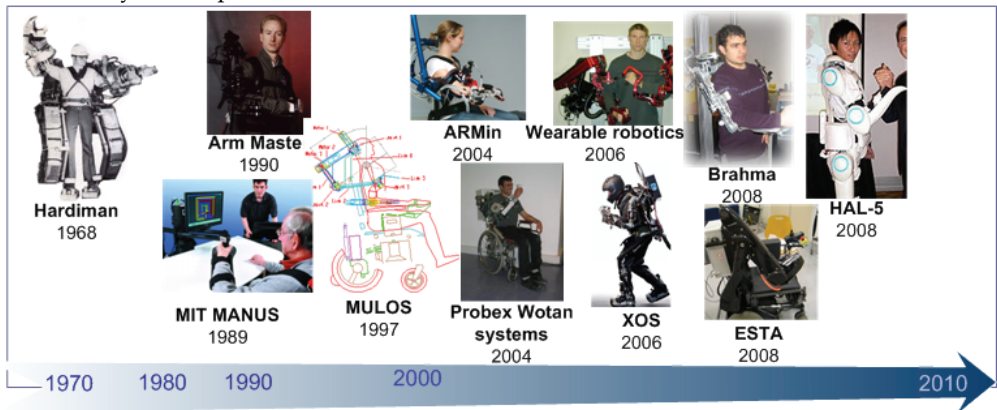 Hardiman
1968
Arm Maste
1990
MIT MANUS
1989
MULOS
1997
ARMin
2004
Probex Wotan
systems
2004
Wearable robotics
2006
XOS
2006
Brahma
2008
ESTA
2008
HAL-5
2008
1970 1980 1990 2000 2010